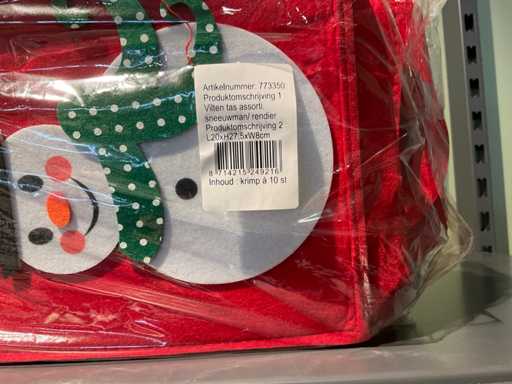 Artikelnummer: 773350
Produktomschrijving 1
Vilten tas assorti.
sneeuwman/ rendier
Produktomschrijving 2
L20xH27,5xW8cm
8 714215 249216
Inhoud : krimp à 10 st